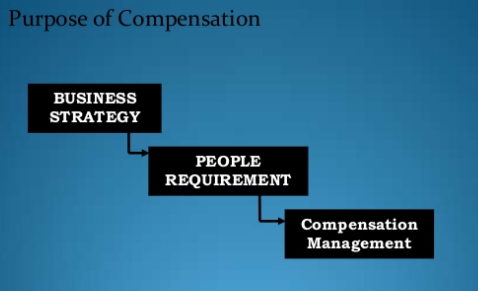 Purpose of Compensation
BUSINESS
STRATEGY
PEOPLE
REQUIREMENT
Compensation
Management